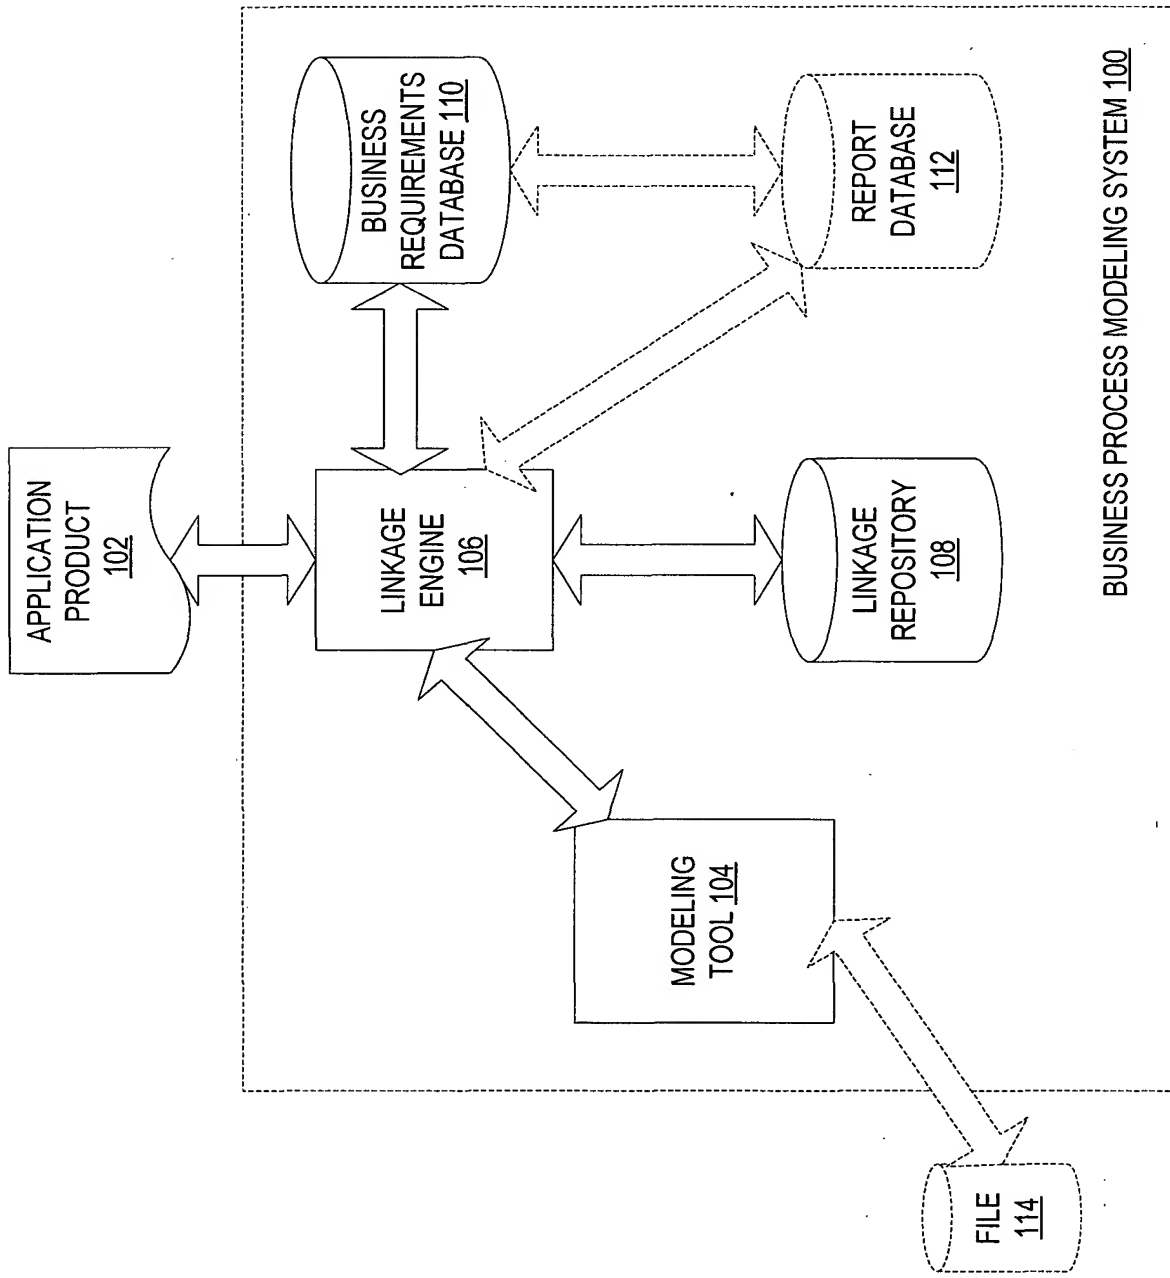 APPLICATION
PRODUCT
102
BUSINESS
REQUIREMENTS
DATABASE 110
LINKAGE
ENGINE
106
REPORT
DATABASE
112
LINKAGE
REPOSITORY
108
MODELING
TOOL 104
FILE
114
BUSINESS PROCESS MODELING SYSTEM 100